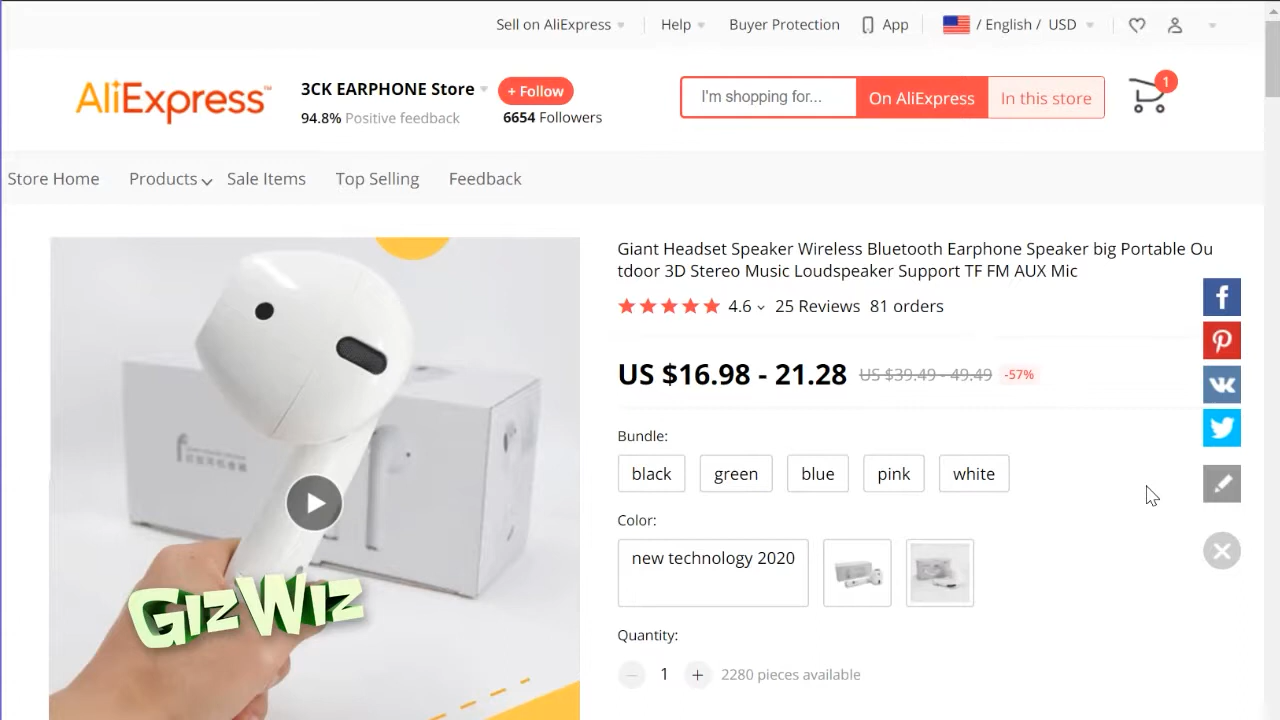 Sell on AliExpress
Help
Buyer Protection
App
/ English / USD
AliExpress™
3CK EARPHONE Store
+ Follow
94.8% Positive feedback
6654 Followers
I'm shopping for...
On AliExpress
In this store
1
Store Home
Products
Sale Items
Top Selling
Feedback
Giant Headset Speaker Wireless Bluetooth Earphone Speaker big Portable Ou
tdoor 3D Stereo Music Loudspeaker Support TF FM AUX Mic
4.6
25 Reviews
81 orders
US $16.98 - 21.28
US $39.49 - 49.49
-57%
Bundle:
black
green
blue
pink
white
Color:
new technology 2020
GizWiz
Quantity:
1
+
2280 pieces available